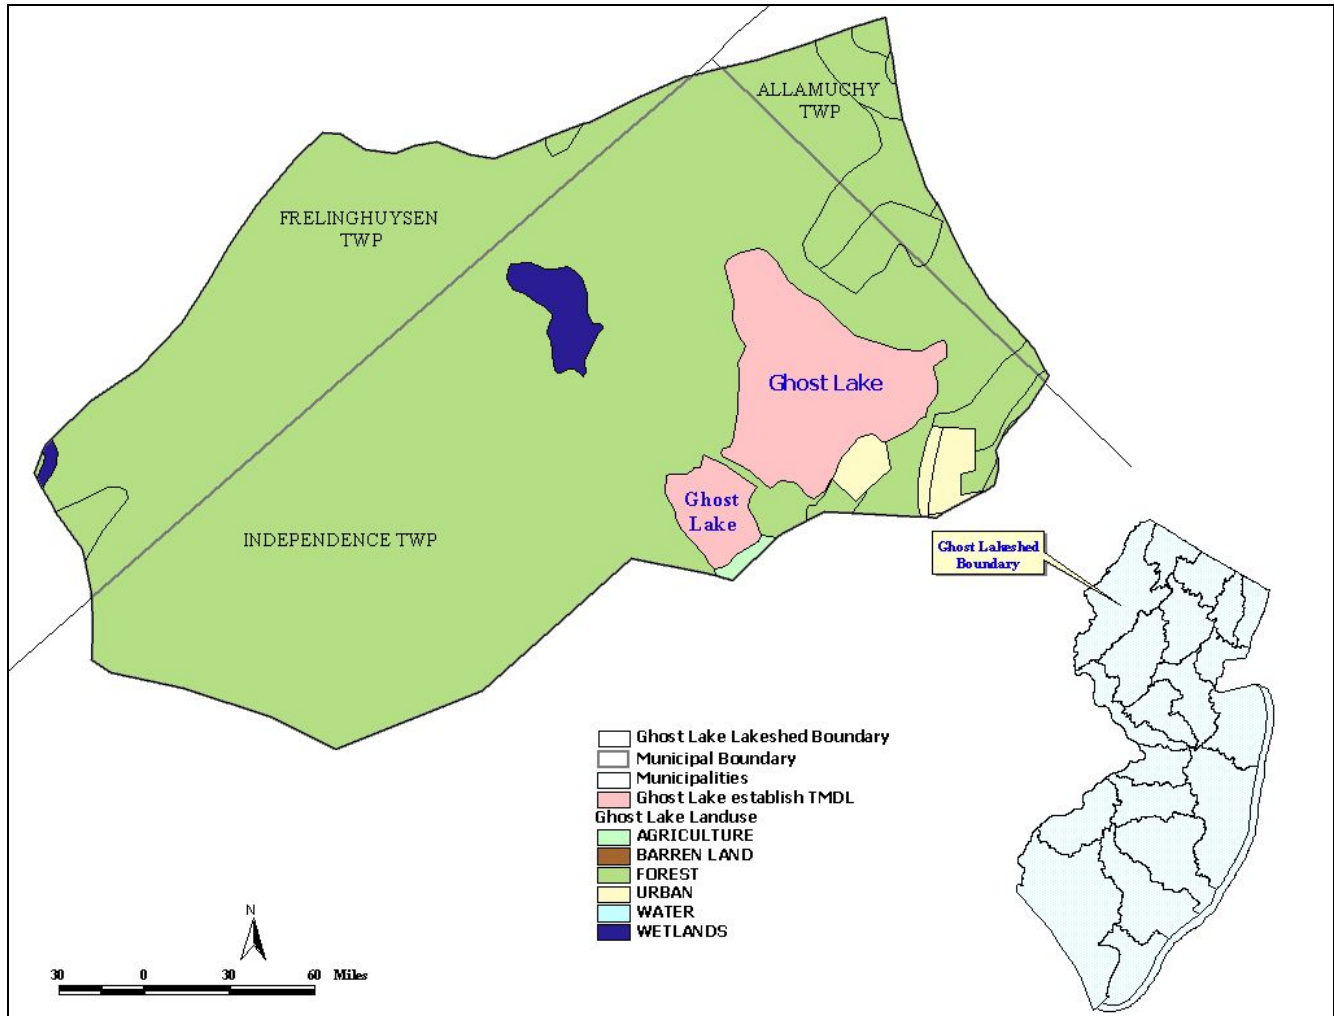 ALLAMUCHY
TWP
FRELINGHUYSEN
TWP
Ghost Lake
Ghost
Lake
INDEPENDENCE TWP
Ghost Lakeshed
Boundary
Ghost Lake Lakeshed Boundary
Municipal Boundary
Municipalities
Ghost Lake establish TMDL
Ghost Lake Landuse
AGRICULTURE
BARREN LAND
FOREST
URBAN
WATER
WETLANDS
N
30 0 30 60 Miles